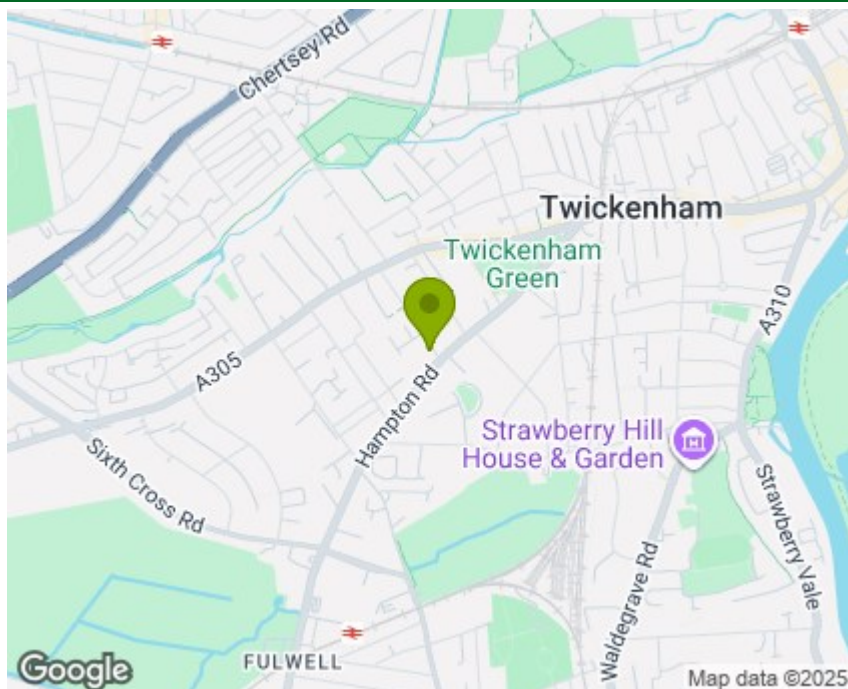 Chertsey Rd
Twickenham
Twickenham
Green
A310
A305
Hampton Rd
Strawberry Hill
House & Garden
Sixth Cross Rd
Strawberry Vale
Waldegrave Rd
FULWELL
Google
Map data ©2025